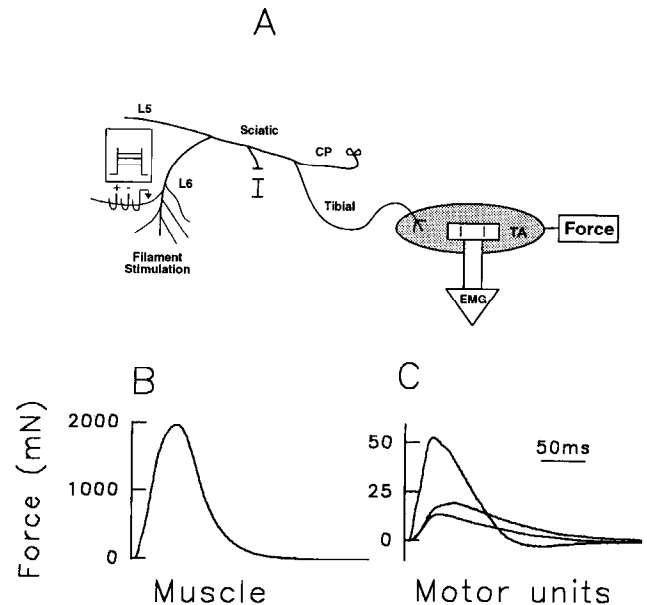 A
L5
Sciatic
CP
+ -
L6
Tibial
TA
Force
EMG
Filament
Stimulation
B
C
Force (mN)
2000
1000
0
50
25
0
50ms
Muscle
Motor units